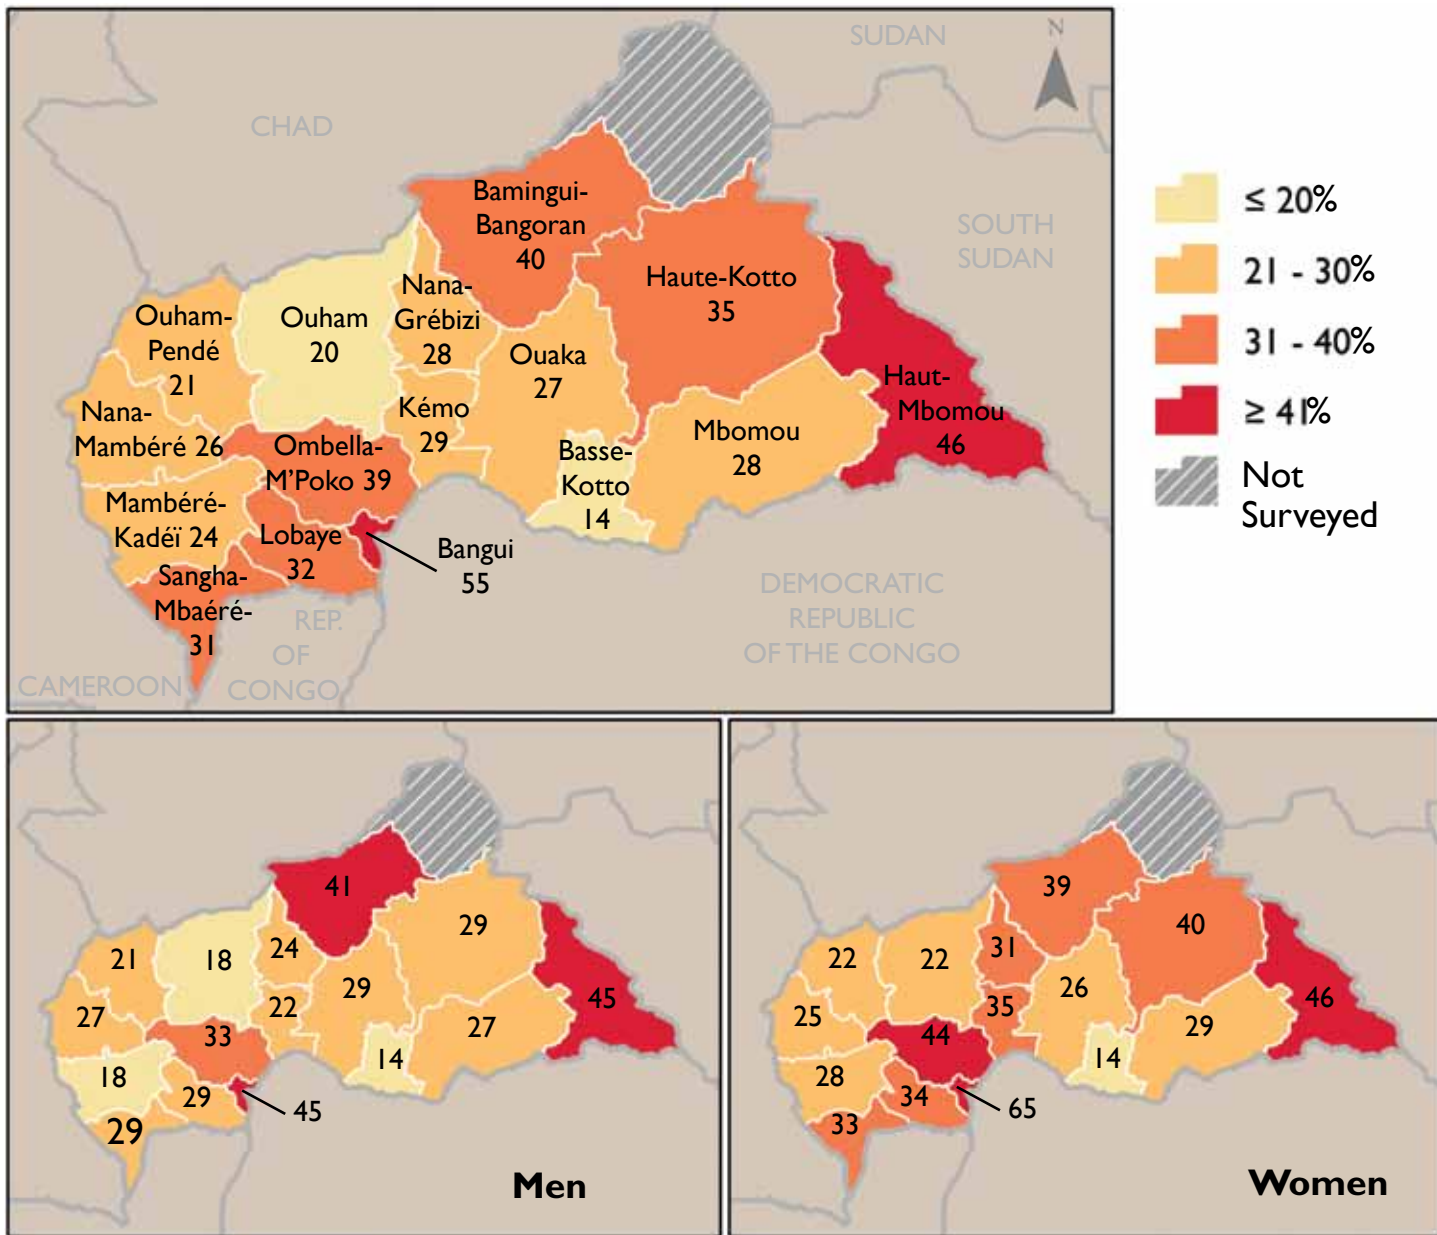 SUDAN
N
CHAD
SOUTH
SUDAN
Bamingui-
Bangoran
40
Haute-Kotto
35
Nana-
Grébizi
28
Ouham
20
Ouham-
Pendé
21
Ouaka
27
Haut-
Mbomou
46
Nana-
Mambéré 26
Kémo
29
Mbomou
28
Basse-
Kotto
14
Ombella-
M'Poko 39
Mambéré-
Kadéï 24
Lobaye
32
Bangui
55
Sangha-
Mbaéré-
31
DEMOCRATIC
REPUBLIC
OF THE CONGO
REP.
OF
CONGO
CAMEROON
≤ 20%
21 - 30%
31 - 40%
≥ 41%
Not
Surveyed
41
29
21
18
24
29
45
27
22
27
33
14
18
29
45
29
Men
39
40
22
22
31
26
46
25
35
29
44
14
28
34
65
33
Women